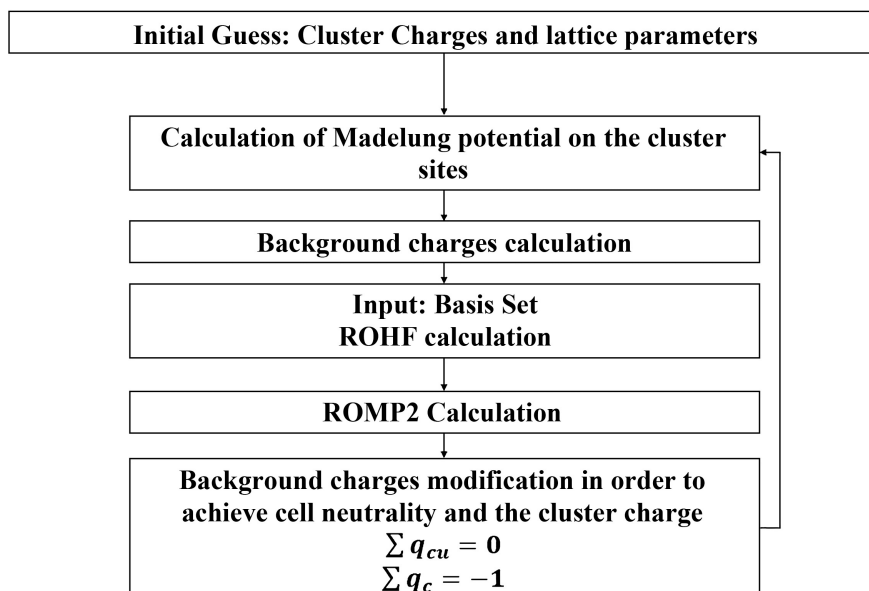 Initial Guess: Cluster Charges and lattice parameters
Calculation of Madelung potential on the cluster
sites
Background charges calculation
Input: Basis Set
ROHF calculation
ROMP2 Calculation
Background charges modification in order to
achieve cell neutrality and the cluster charge
∑ q_{cu} = 0
∑ q_c = −1